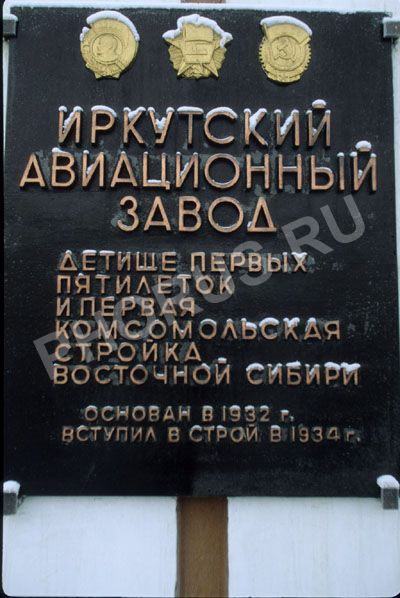 ИРКУТСКИЙ
АВИАЦИОННЫЙ
ЗАВОД
ДЕТИЩЕ ПЕРВЫХ
ПЯТИЛЕТОК
И ПЕРВАЯ
КОМСОМОЛЬСКАЯ
СТРОЙКА
ВОСТОЧНОЙ СИБИРИ
ОСНОВАН В 1932 г.
ВСТУПИЛ В СТРОЙ В 1934 г.